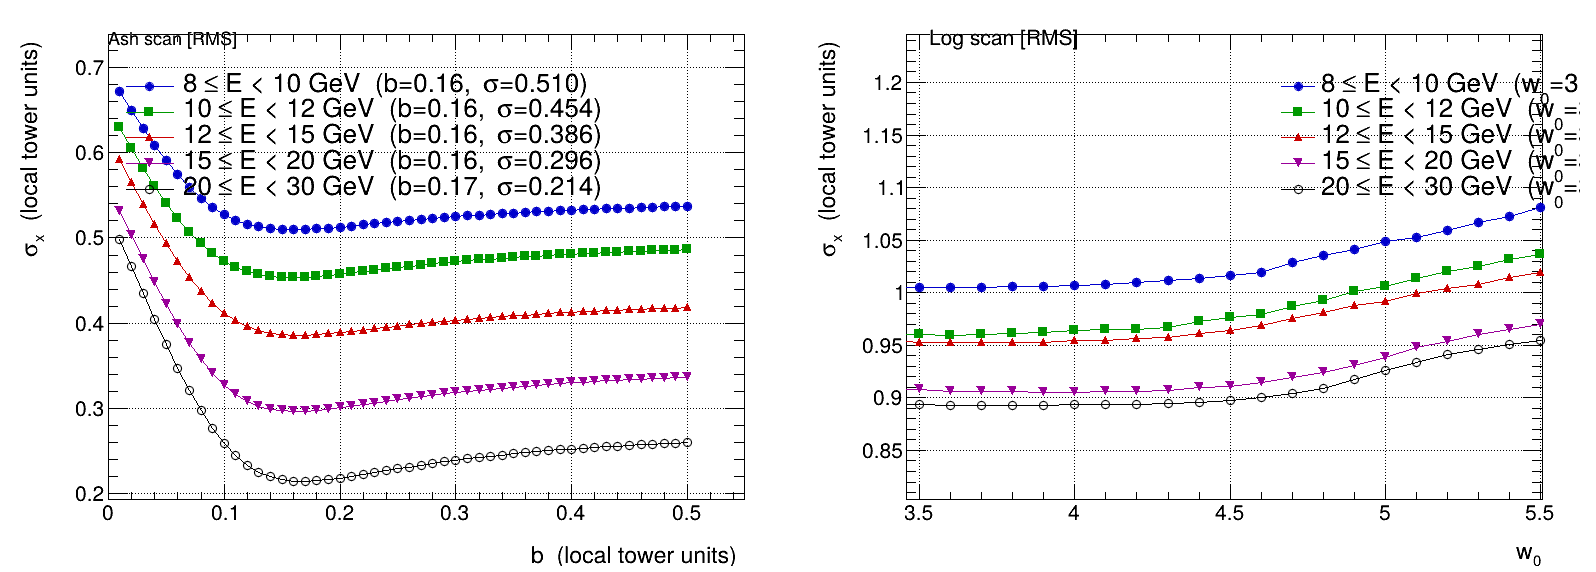 Ash scan [RMS]
8 ≤ E < 10 GeV (b=0.16, σ=0.510)
10 ≤ E < 12 GeV (b=0.16, σ=0.454)
12 ≤ E < 15 GeV (b=0.16, σ=0.386)
15 ≤ E < 20 GeV (b=0.16, σ=0.296)
20 ≤ E < 30 GeV (b=0.17, σ=0.214)
σx (local tower units)
0.7
0.6
0.5
0.4
0.3
0.2
0 0.1 0.2 0.3 0.4 0.5
b (local tower units)
Log scan [RMS]
8 ≤ E < 10 GeV (w0=3
10 ≤ E < 12 GeV (w0=
12 ≤ E < 15 GeV (w0=
15 ≤ E < 20 GeV (w0=
20 ≤ E < 30 GeV (w0=
σx (local tower units)
1.2
1.15
1.1
1.05
1
0.95
0.9
0.85
3.5 4 4.5 5 5.5
w0